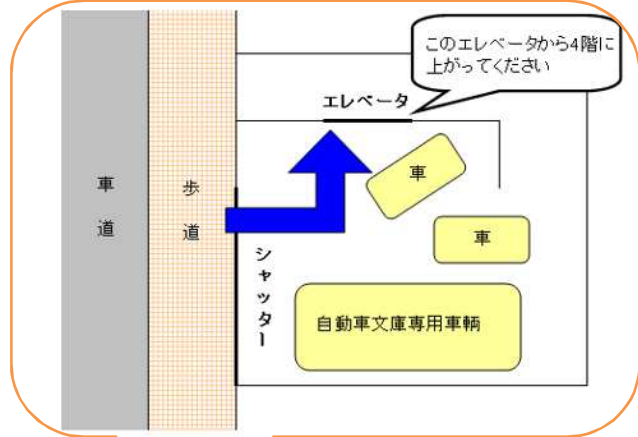 このエレベータから4階に
上がってください
エレベータ
車
車道
歩道
車
シャッター
自動車文庫専用車輌